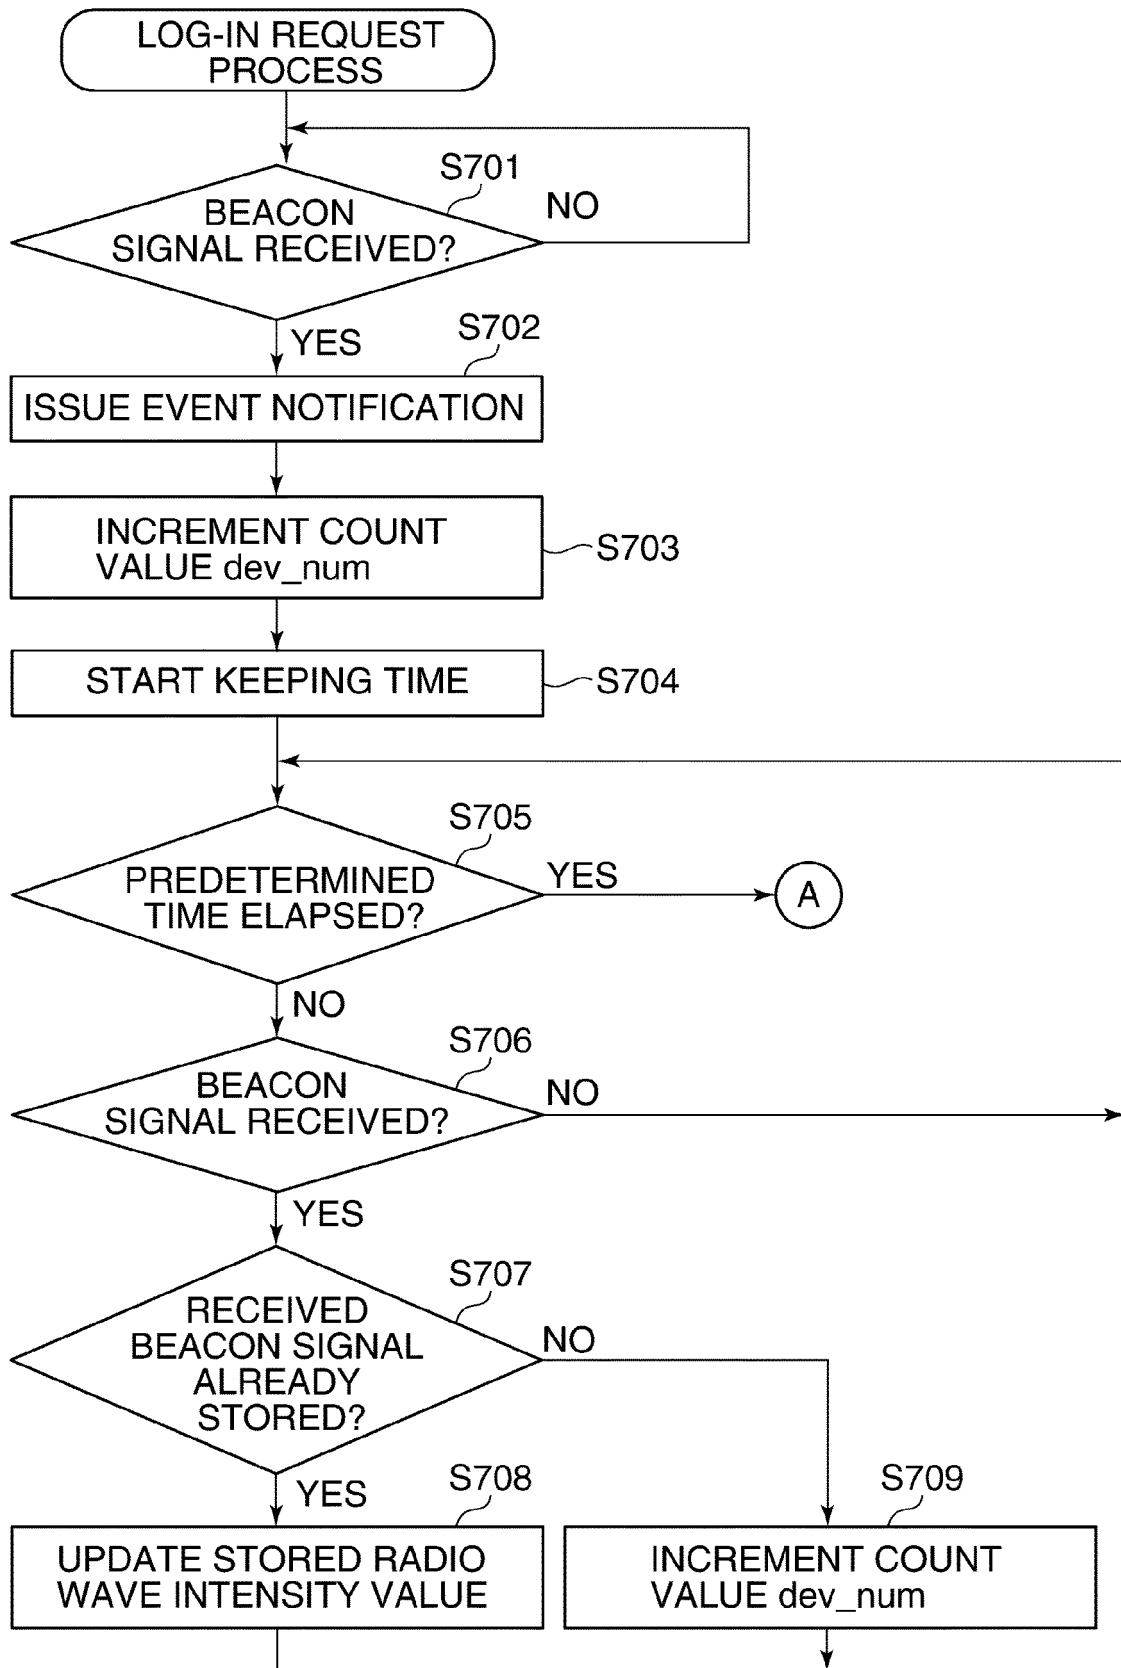 LOG-IN REQUEST
PROCESS
S701
BEACON
SIGNAL RECEIVED?
NO
YES
S702
ISSUE EVENT NOTIFICATION
INCREMENT COUNT
VALUE dev_num
S703
START KEEPING TIME
S704
S705
PREDETERMINED
TIME ELAPSED?
YES
A
NO
S706
BEACON
SIGNAL RECEIVED?
NO
YES
S707
RECEIVED
BEACON SIGNAL
ALREADY
STORED?
NO
YES
S708
S709
UPDATE STORED RADIO
WAVE INTENSITY VALUE
INCREMENT COUNT
VALUE dev_num